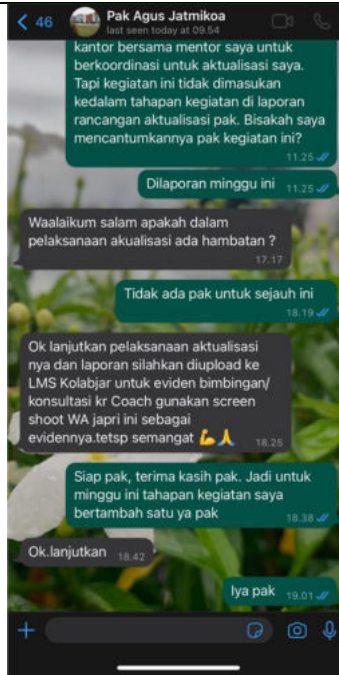 46
Pak Agus Jatmikoa
last seen today at 09.54
kantor bersama mentor saya untuk
berkoordinasi untuk aktualisasi saya.
Tapi kegiatan ini tidak dimasukan
kedalam tahapan kegiatan di laporan
rancangan aktualisasi pak. Bisakah saya
mencantumkannya pak kegiatan ini?
11.25
Dilaporan minggu ini 11.25
Waalaikum salam apakah dalam
pelaksanaan akualisasi ada hambatan ?
17.17
Tidak ada pak untuk sejauh ini
18.19
Ok lanjutkan pelaksanaan aktualisasi
nya dan laporan silahkan diupload ke
LMS Kolabjar untuk eviden bimbingan/
konsultasi kr Coach gunakan screen
shoot WA japri ini sebagai
evidennya.tetsp semangat 💪🙏 18.25
Siap pak, terima kasih pak. Jadi untuk
minggu ini tahapan kegiatan saya
bertambah satu ya pak
18.38
Ok.lanjutkan 18.42
Iya pak 19.01